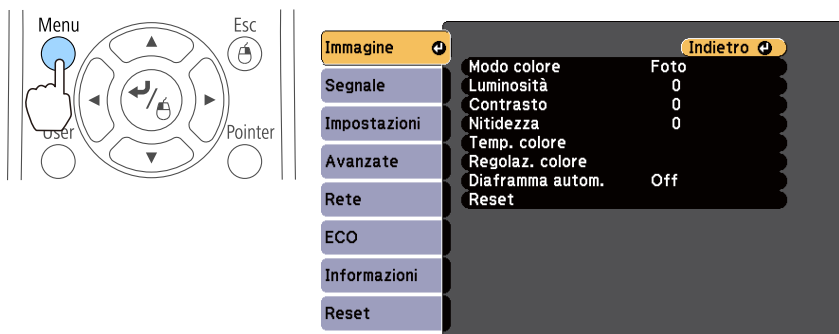 Menu
Esc
User
Pointer
Immagine
Segnale
Impostazioni
Avanzate
Rete
ECO
Informazioni
Reset
Indietro
Modo colore Foto
Luminosità 0
Contrasto 0
Nitidezza 0
Temp. colore
Regolaz. colore
Diaframma autom. Off
Reset